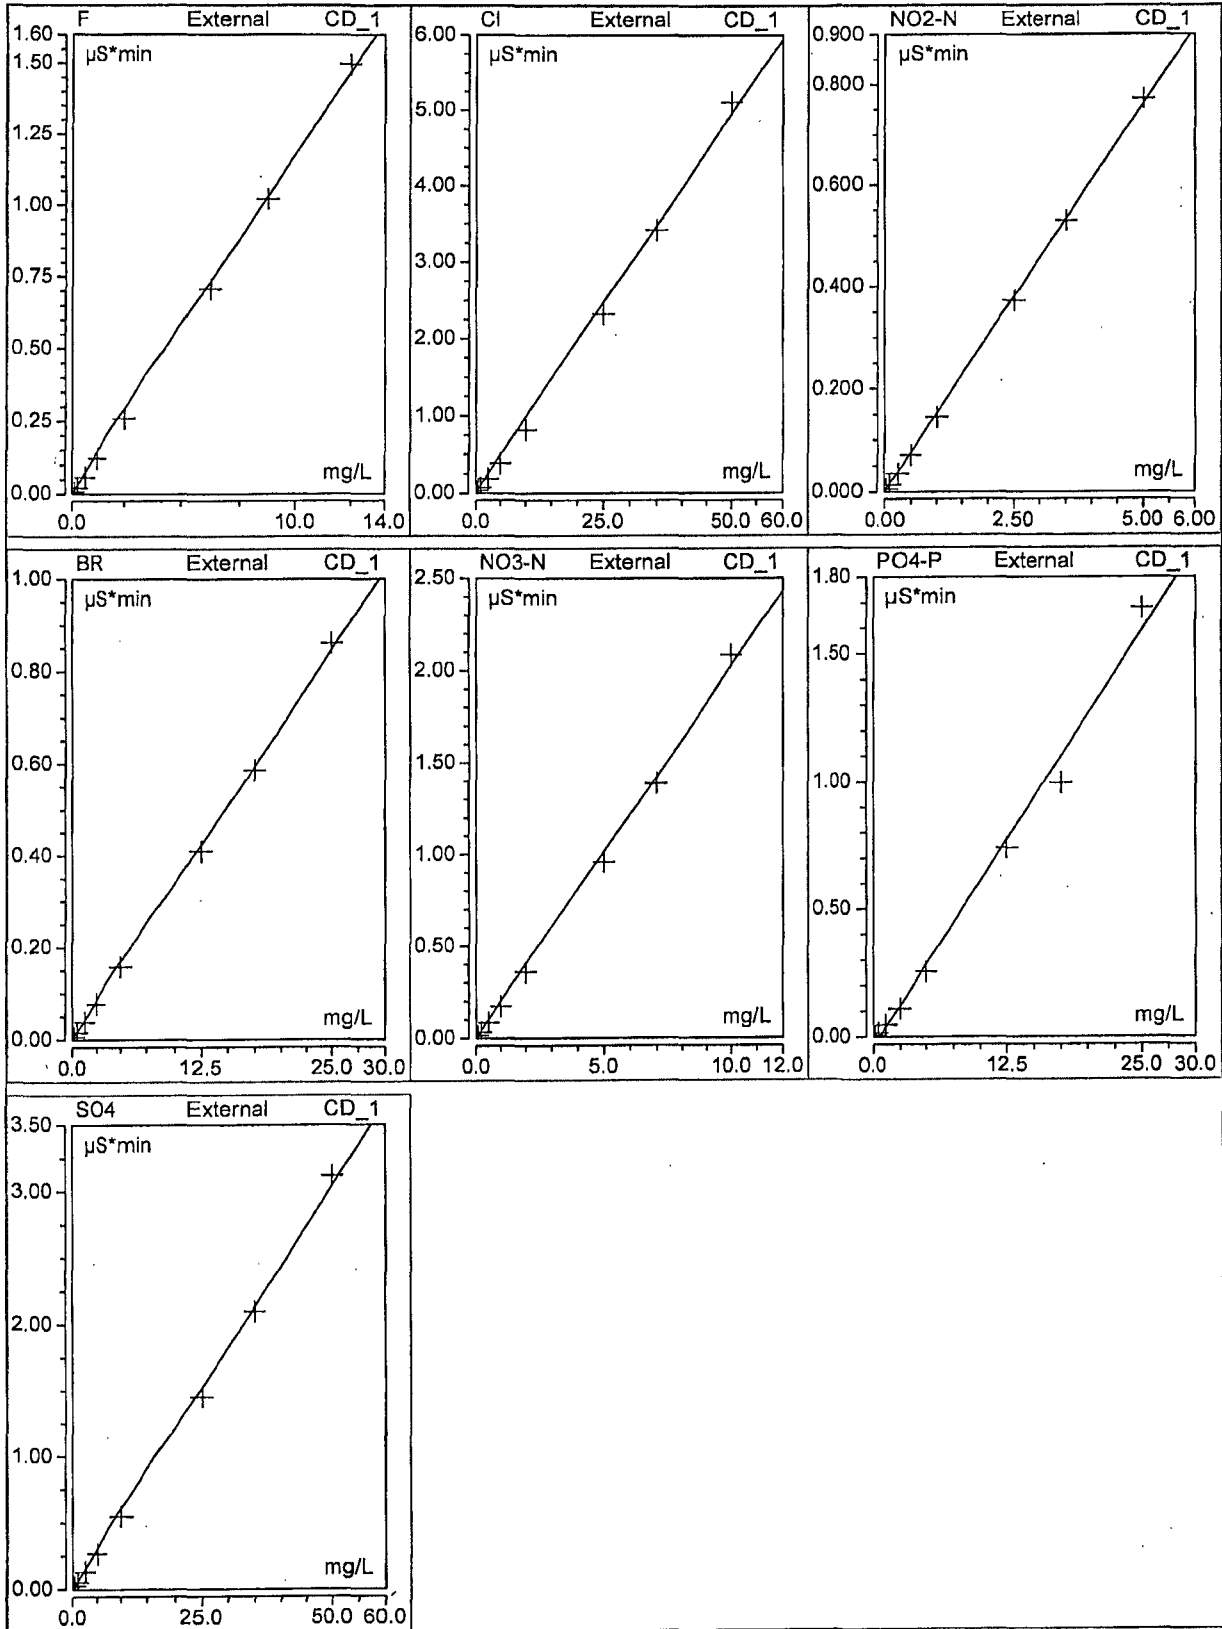 F External CD_1
µS*min
1.60
1.50
1.25
1.00
0.75
0.50
0.25
0.00
mg/L
0.0 10.0 14.0
Cl External CD_1
µS*min
6.00
5.00
4.00
3.00
2.00
1.00
0.00
mg/L
0.0 25.0 50.0 60.0
NO2-N External CD_1
µS*min
0.900
0.800
0.600
0.400
0.200
0.000
mg/L
0.00 2.50 5.00 6.00
BR External CD_1
µS*min
1.00
0.80
0.60
0.40
0.20
0.00
mg/L
0.0 12.5 25.0 30.0
NO3-N External CD_1
µS*min
2.50
2.00
1.50
1.00
0.50
0.00
mg/L
0.0 5.0 10.0 12.0
PO4-P External CD_1
µS*min
1.80
1.50
1.00
0.50
0.00
mg/L
0.0 12.5 25.0 30.0
SO4 External CD_1
µS*min
3.50
3.00
2.00
1.00
0.00
mg/L
0.0 25.0 50.0 60.0